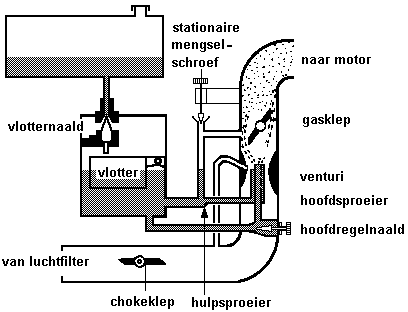 stationaire
mengsel-
schroef
naar motor
vlotternaald
gasklep
vlotter
venturi
hoofdsproeier
hoofdregelnaald
van luchtfilter
chokeklep
hulpsproeier